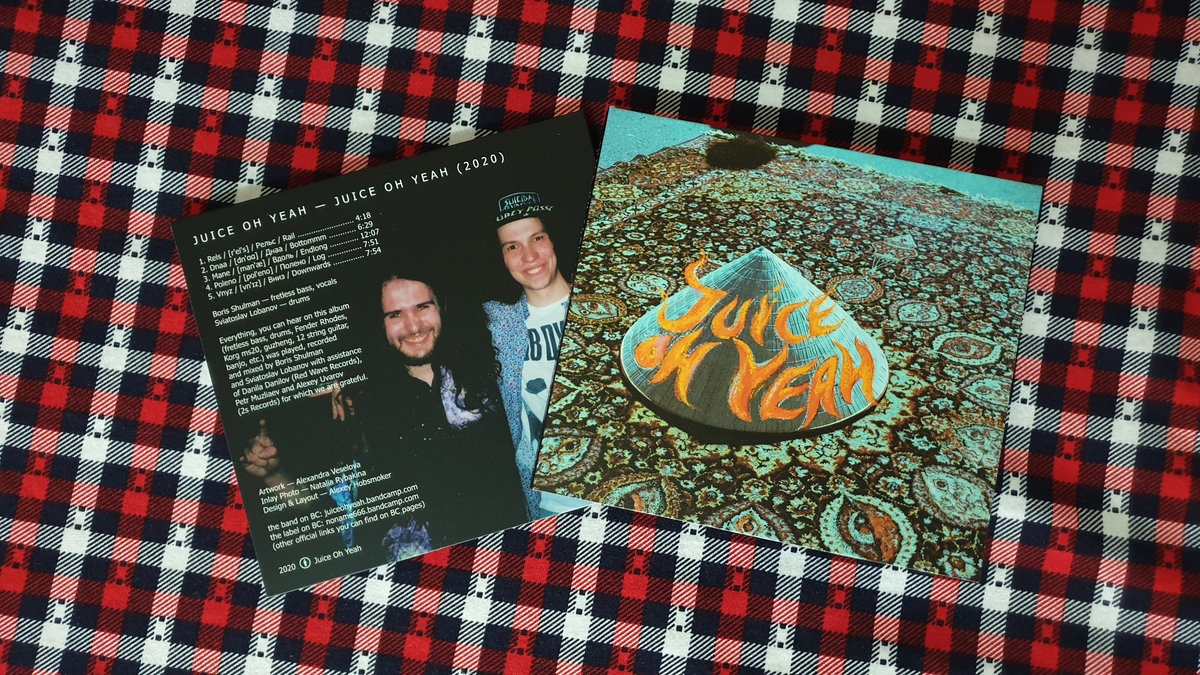 JUICE OH YEAH — JUICE OH YEAH (2020)
1. Rels / [r'el's] / Рельс / Rail ................... 4:18
2. Dnaa / [dn'ɑɑ] / Днаа / Bottommm ........... 6:29
3. Mane / [man'æ] / Вдоль / Endlong ........... 12:07
4. Poleno / [pol'eno] / Полено / Log ............ 7:51
5. Vnyz / [vn'iz] / Вниз / Downwards ........... 7:54
Boris Shulman — fretless bass, vocals
Sviatoslav Lobanov — drums
Everything, you can hear on this album
(fretless bass, drums, Fender Rhodes,
Korg ms20, guzheng, 12 string guitar,
banjo, etc.) was played, recorded
and mixed by Boris Shulman
and Sviatoslav Lobanov with assistance
of Danila Danilov (Red Wave Records),
Petr Muzliaev and Alexey Uvarov
(2s Records) for which we are grateful.
Artwork — Alexandra Veselova
Inlay Photo — Natalia Rybakina
Design & Layout — Alexey Hobsmoker
the band on BC: juiceohyeah.bandcamp.com
the label on BC: noname666.bandcamp.com
(other official links you can find on BC pages)
2020 Juice Oh Yeah
SUICIDAL
JUICE
OH YEAH